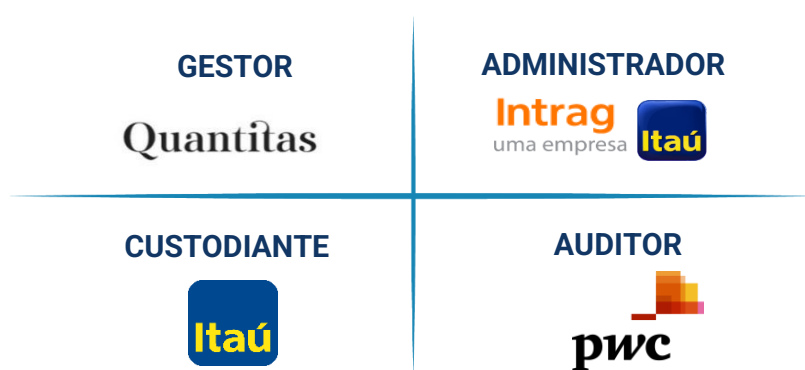 GESTOR
Quantitas
ADMINISTRADOR
Intrag
uma empresa Itaú
CUSTODIANTE
Itaú
AUDITOR
pwc